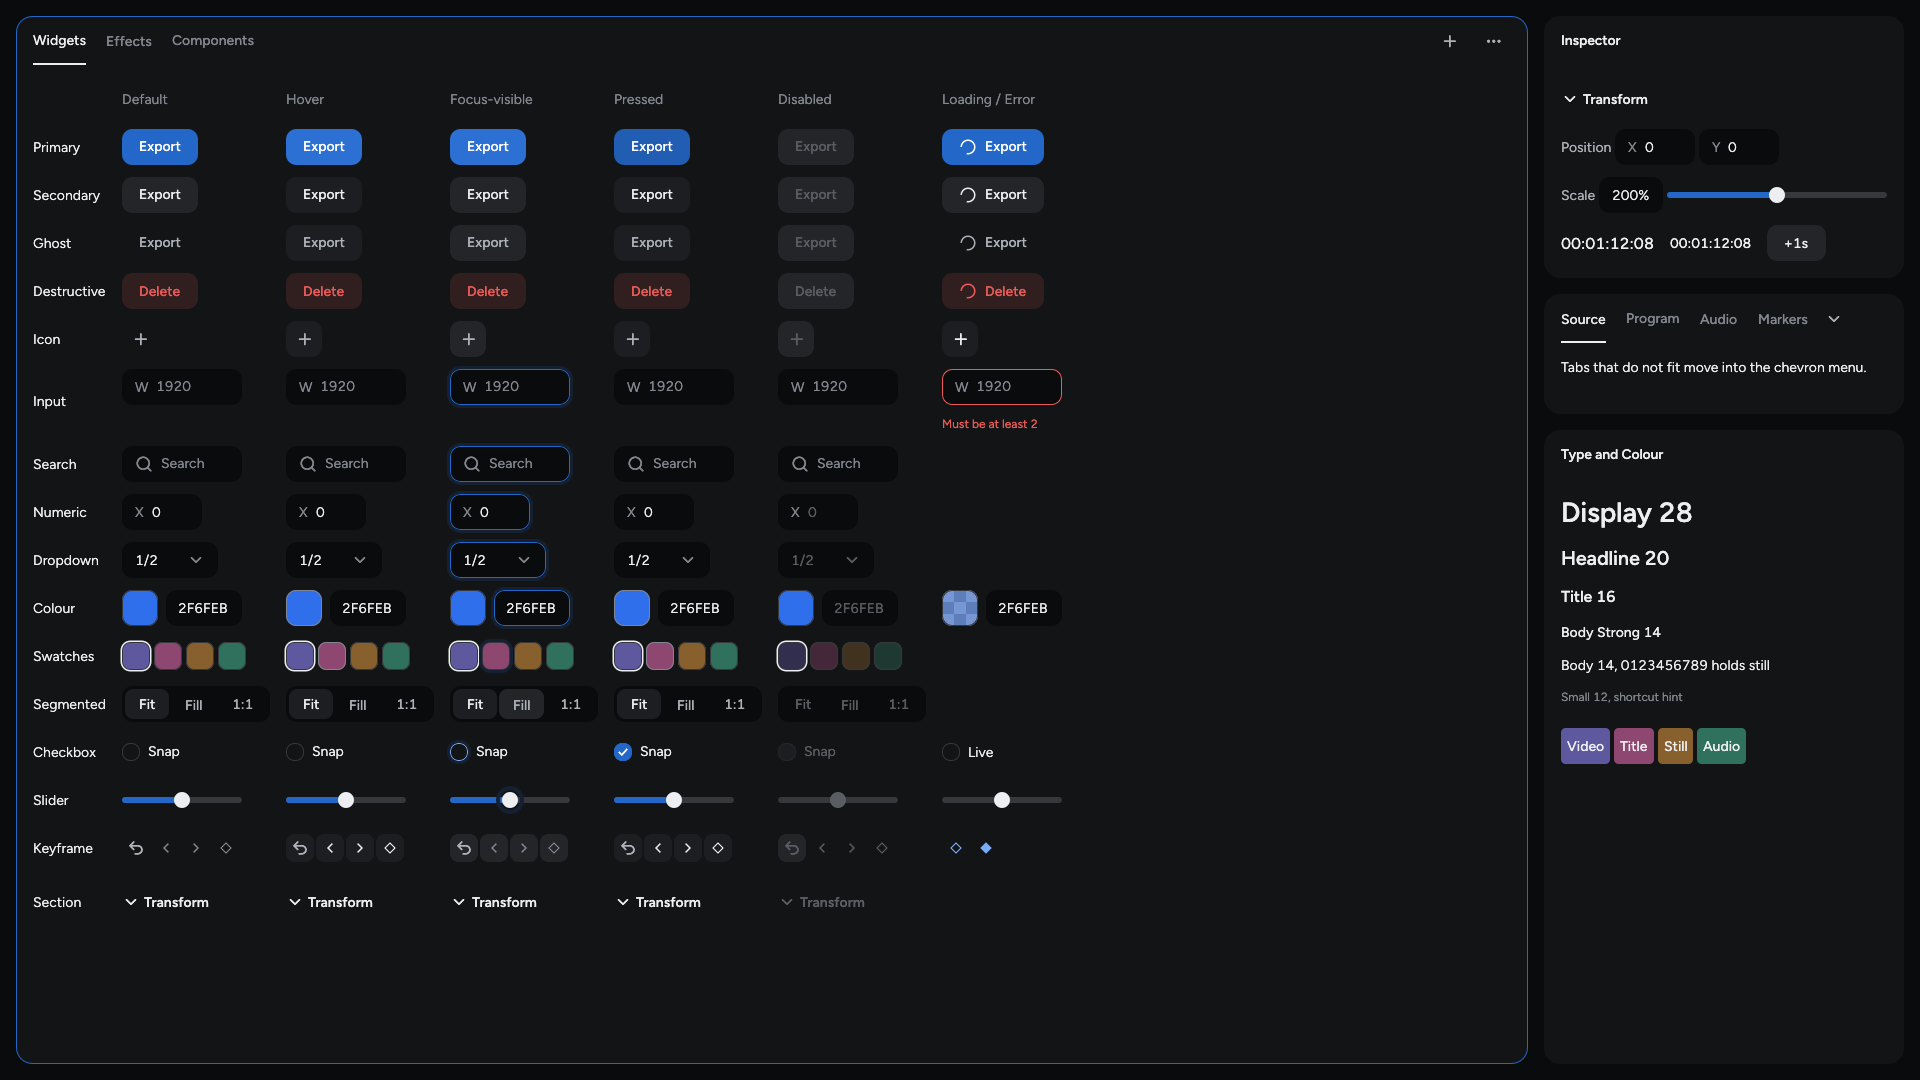 Widgets Effects Components
Default Hover Focus-visible Pressed Disabled Loading / Error
Primary Export Export Export Export Export Export
Secondary Export Export Export Export Export Export
Ghost Export Export Export Export Export Export
Destructive Delete Delete Delete Delete Delete Delete
Icon
Input W 1920 W 1920 W 1920 W 1920 W 1920 W 1920
Must be at least 2
Search Search Search Search Search Search
Numeric X 0 X 0 X 0 X 0 X 0
Dropdown 1/2 1/2 1/2 1/2 1/2
Colour 2F6FEB 2F6FEB 2F6FEB 2F6FEB 2F6FEB 2F6FEB
Swatches
Segmented Fit Fill 1:1 Fit Fill 1:1 Fit Fill 1:1 Fit Fill 1:1 Fit Fill 1:1
Checkbox Snap Snap Snap Snap Snap Live
Slider
Keyframe
Section Transform Transform Transform Transform Transform
Inspector
Transform
Position X 0 Y 0
Scale 200%
00:01:12:08 00:01:12:08 +1s
Source Program Audio Markers
Tabs that do not fit move into the chevron menu.
Type and Colour
Display 28
Headline 20
Title 16
Body Strong 14
Body 14, 0123456789 holds still
Small 12, shortcut hint
Video Title Still Audio